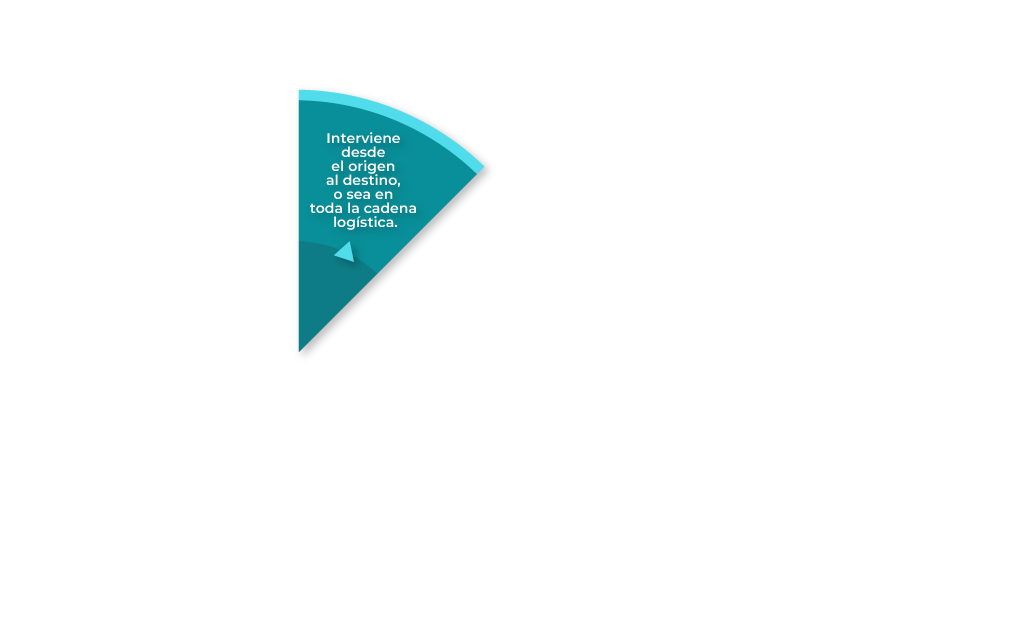 Interviene
desde
el origen
al destino,
o sea en
toda la cadena
logística.